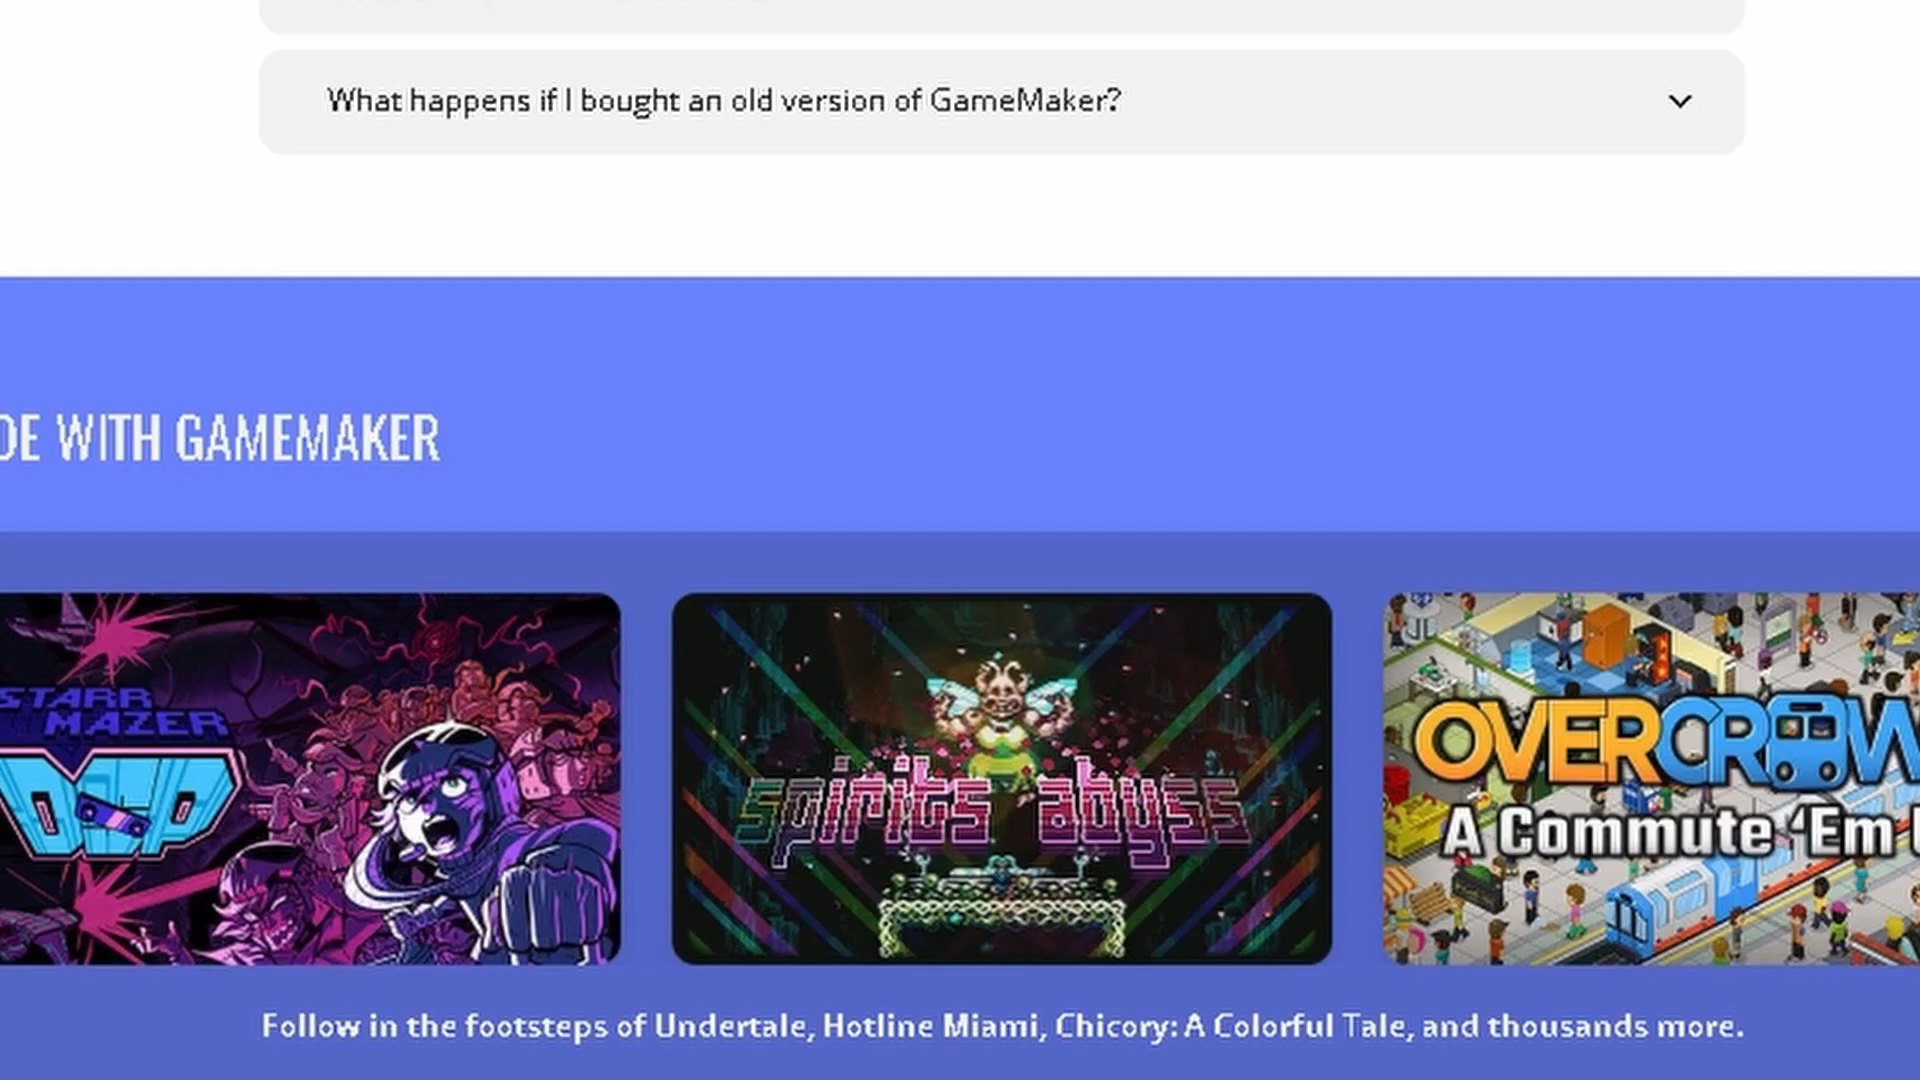 What happens if I bought an old version of GameMaker?
DE WITH GAMEMAKER
STARR
MAZER
DSP
spirits abyss
OVERCROW
A Commute 'Em
Follow in the footsteps of Undertale, Hotline Miami, Chicory: A Colorful Tale, and thousands more.